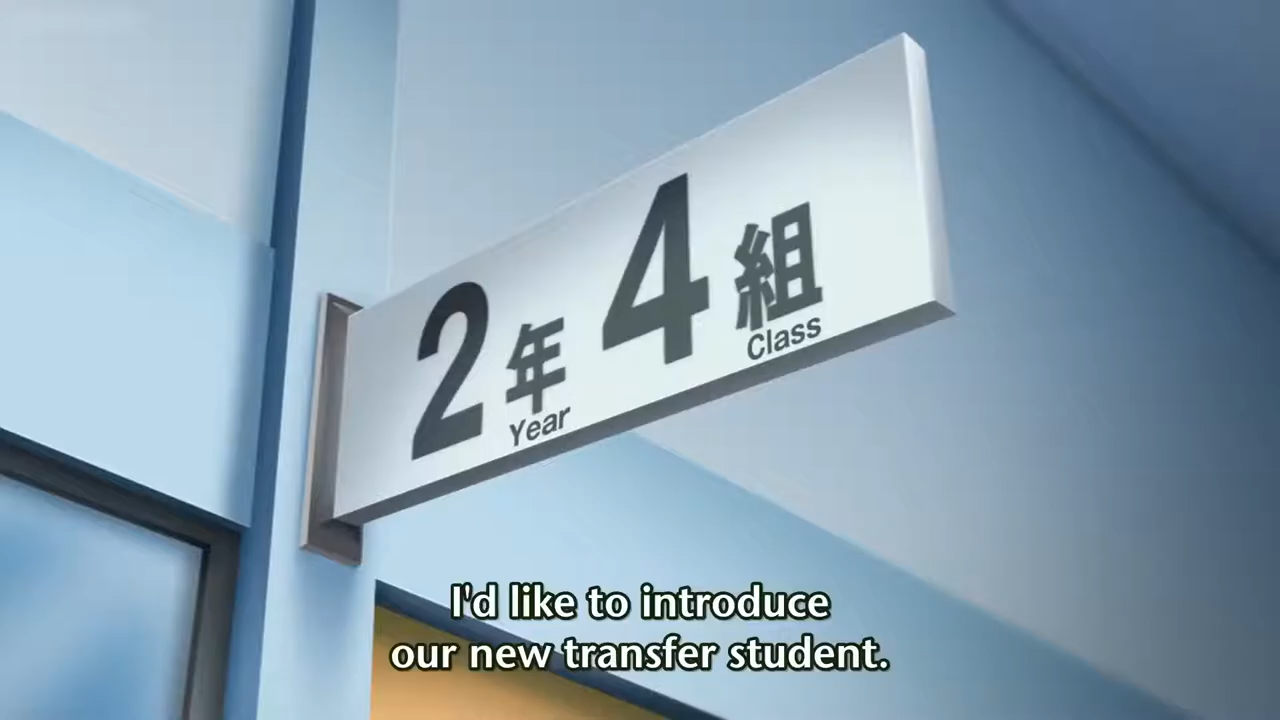 2年4組
Year Class
I'd like to introduce
our new transfer student.